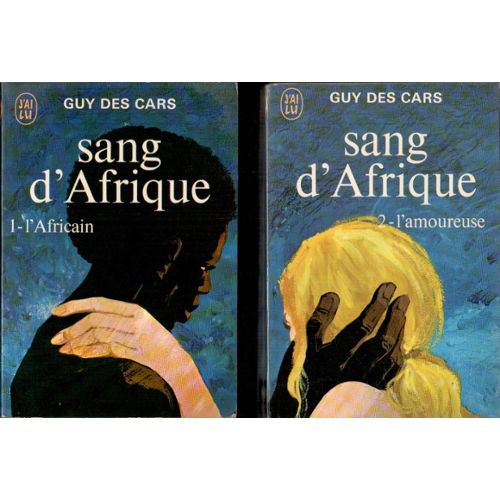 J'AI
LU
GUY DES CARS
sang
d'Afrique
1-l'Africain
J'AI
LU
GUY DES CARS
sang
d'Afrique
2-l'amoureuse